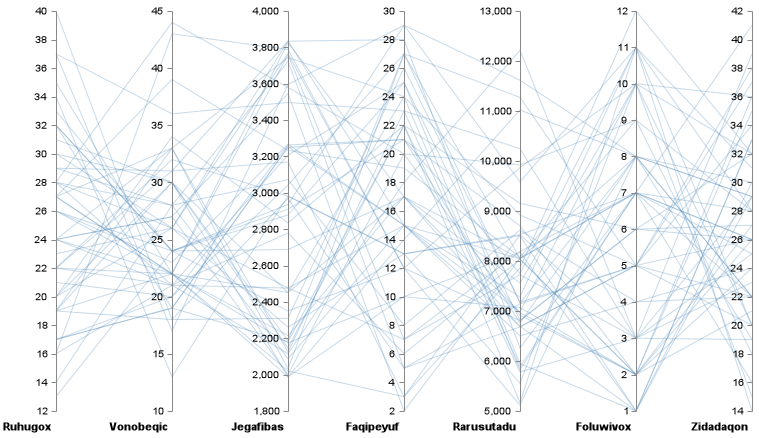 40 45 4,000 30 13,000 12 42
38 28 40
36 40 3,800 26 12,000 11 38
34 3,600 24 10 36
32 35 3,400 22 11,000 34
30 3,200 20 9 32
28 30 3,000 18 10,000 8 30
26 16 9,000 7 28
24 25 2,800 14 6 26
22 2,600 12 8,000 24
20 20 2,400 10 5 22
18 8 7,000 4 20
16 15 2,200 6 6,000 3 18
14 2,000 4 2 16
12 10 1,800 2 5,000 1 14
Ruhugox Vonobeqic Jegafibas Faqipeyuf Rarusutadu Foluwivox Zidadaqon